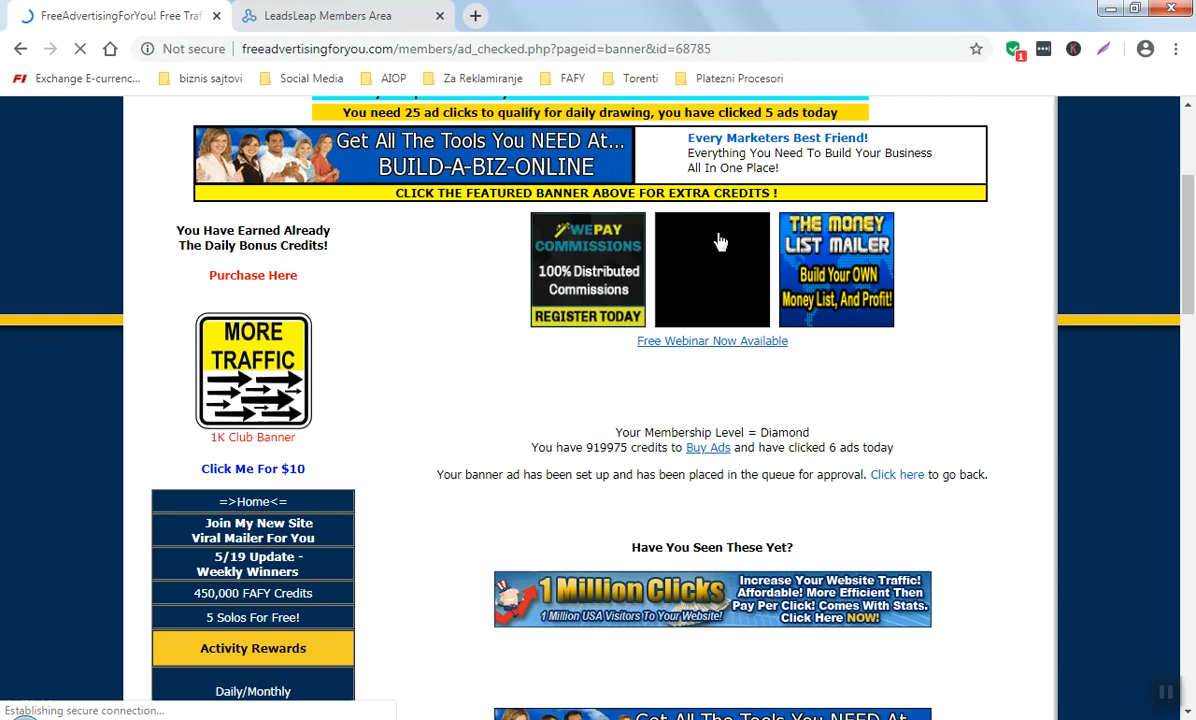 FreeAdvertisingForYou! Free Traf
LeadsLeap Members Area
Not secure
freeadvertisingforyou.com/members/ad_checked.php?pageid=banner&id=68785
1
K
FI
Exchange E-currenc...
biznis sajtovi
Social Media
AIOP
Za Reklamiranje
FAFY
Torenti
Platezni Procesori
You need 25 ad clicks to qualify for daily drawing, you have clicked 5 ads today
Get All The Tools You NEED At...
BUILD-A-BIZ-ONLINE
Every Marketers Best Friend!
Everything You Need To Build Your Business
All In One Place!
CLICK THE FEATURED BANNER ABOVE FOR EXTRA CREDITS !
You Have Earned Already
The Daily Bonus Credits!
Purchase Here
MORE
TRAFFIC
1K Club Banner
Click Me For $10
WEPAY
COMMISSIONS
100% Distributed
Commissions
REGISTER TODAY
THE MONEY
LIST MAILER
Build Your OWN
Money List, And Profit!
Free Webinar Now Available
Your Membership Level = Diamond
You have 919975 credits to Buy Ads and have clicked 6 ads today
Your banner ad has been set up and has been placed in the queue for approval. Click here to go back.
=>Home<=
Join My New Site
Viral Mailer For You
5/19 Update -
Weekly Winners
450,000 FAFY Credits
5 Solos For Free!
Activity Rewards
Daily/Monthly
Have You Seen These Yet?
1 Million Clicks
1 Million USA Visitors To Your Website!
Increase Your Website Traffic!
Affordable! More Efficient Then
Pay Per Click! Comes With Stats.
Click Here NOW!
Get All The Tools You NEED At...
Establishing secure connection...